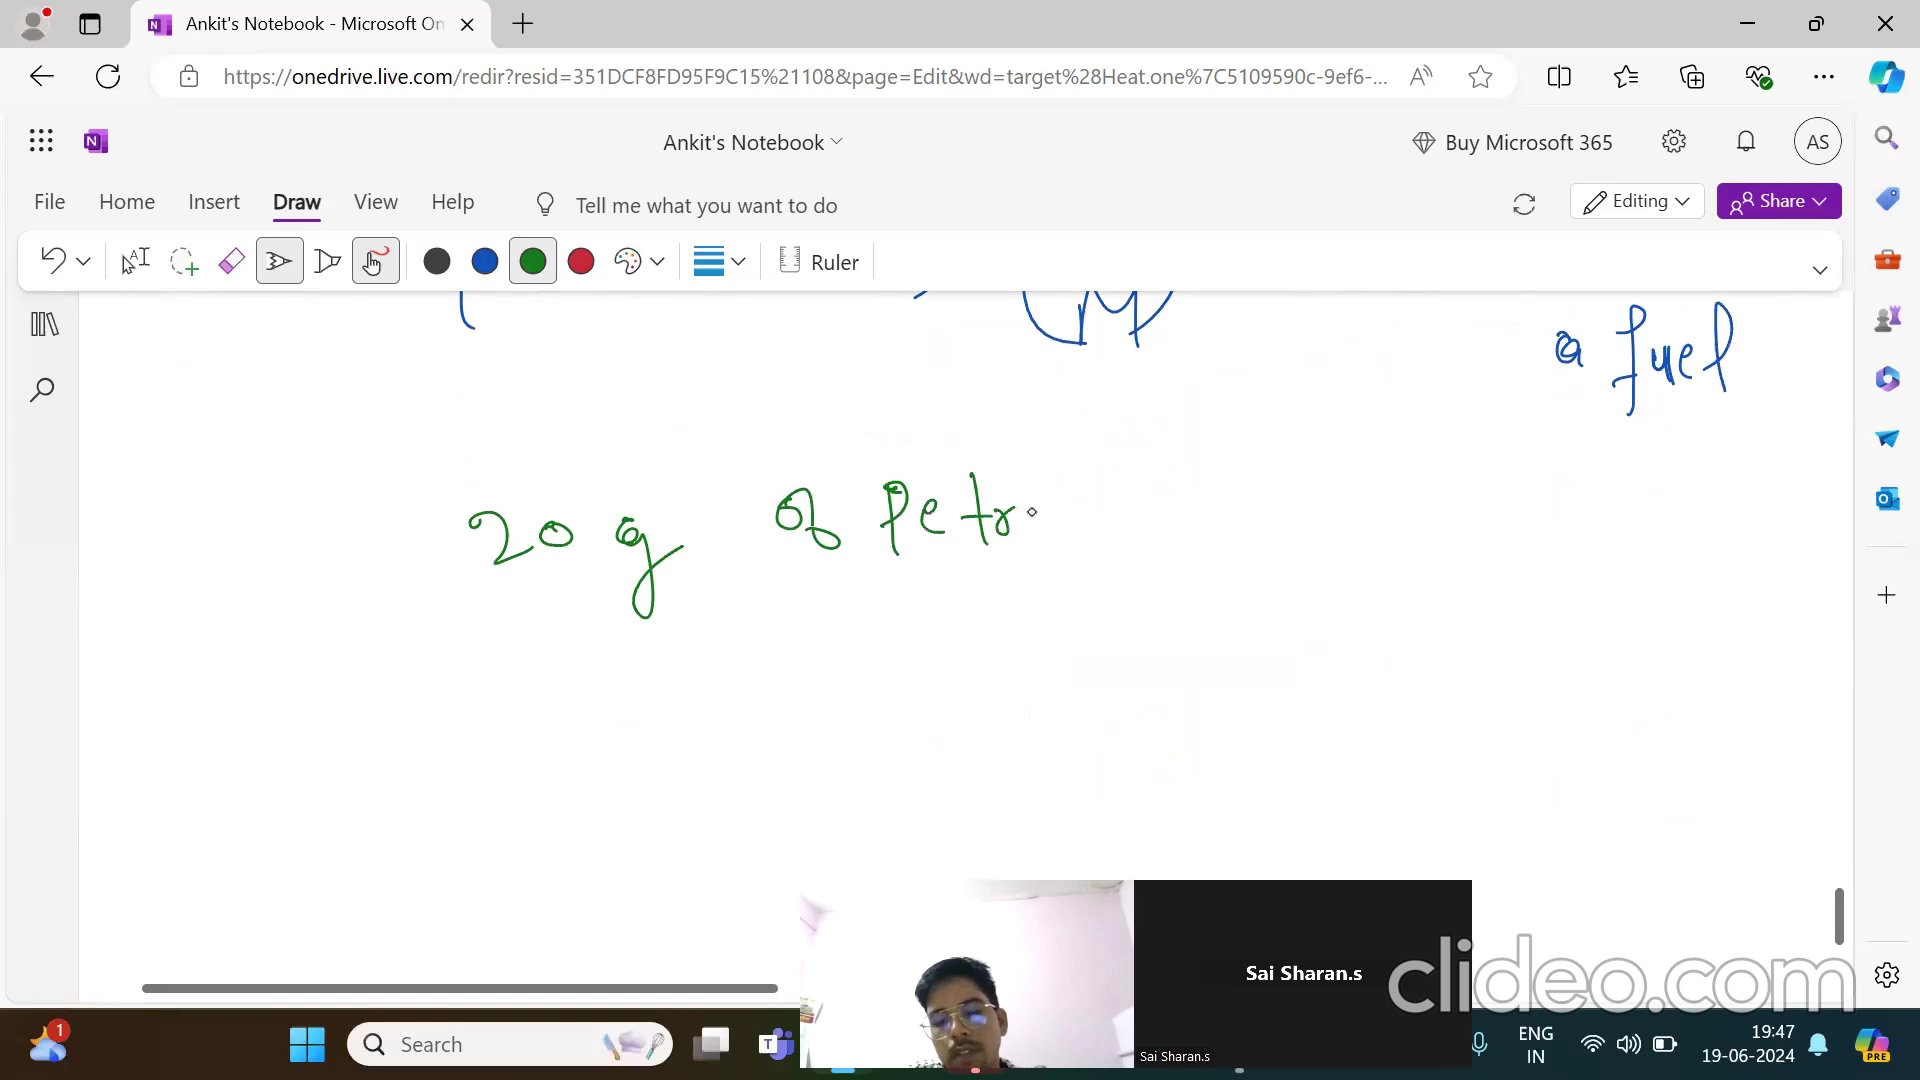 Ankit's Notebook - Microsoft On
https://onedrive.live.com/redir?resid=351DCF8FD95F9C15%21108&page=Edit&wd=target%28Heat.one%7C5109590c-9ef6-...
N Ankit's Notebook Buy Microsoft 365 AS
File Home Insert Draw View Help Tell me what you want to do Editing Share
Ruler
a fuel
20 g of Petr
Sai Sharan.s
clideo.com
Sai Sharan.s
1 Search ENG 19:47
IN 19-06-2024 PRE